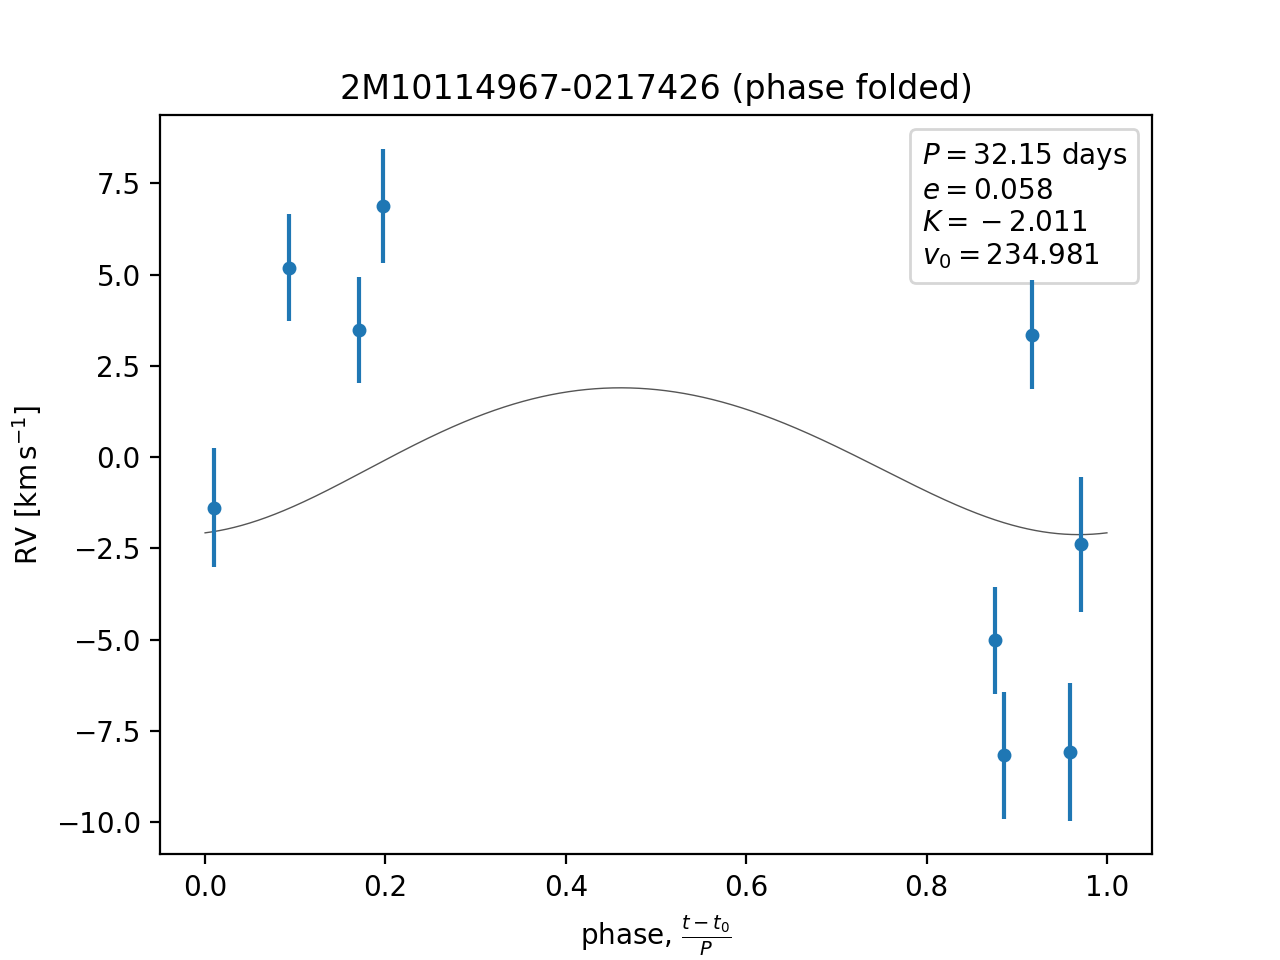 2M10114967-0217426 (phase folded)
P = 32.15 days
e = 0.058
K = −2.011
v₀ = 234.981
RV [km s⁻¹]
7.5
5.0
2.5
0.0
−2.5
−5.0
−7.5
−10.0
0.0 0.2 0.4 0.6 0.8 1.0
phase, (t − t₀)/P